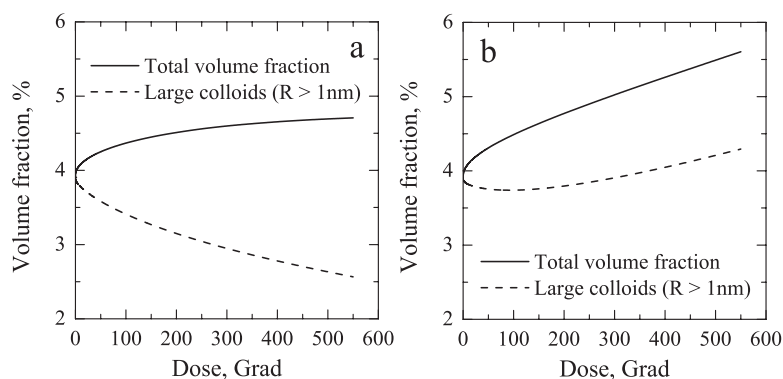 a
Total volume fraction
Large colloids (R > 1nm)
Volume fraction, %
6
5
4
3
2
0 100 200 300 400 500 600
Dose, Grad
b
Total volume fraction
Large colloids (R > 1nm)
Volume fraction, %
6
5
4
3
2
0 100 200 300 400 500 600
Dose, Grad